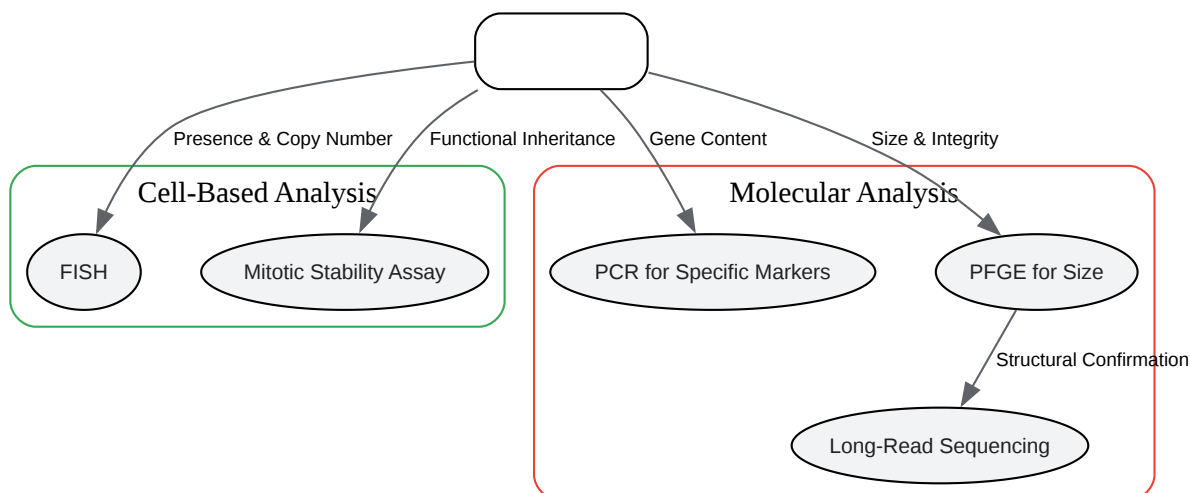 Presence & Copy Number
Functional Inheritance
Gene Content
Size & Integrity
Cell-Based Analysis
Molecular Analysis
FISH
Mitotic Stability Assay
PCR for Specific Markers
PFGE for Size
Structural Confirmation
Long-Read Sequencing